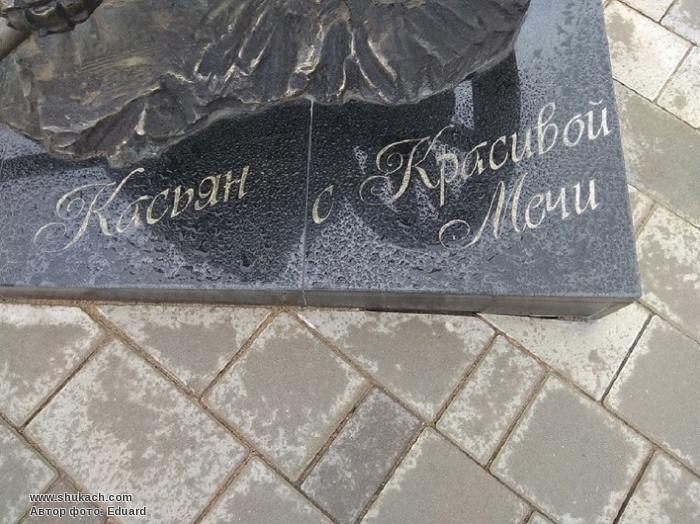 Касьян с Красивой
Мечи
www.shukach.com
Автор фото: Eduard